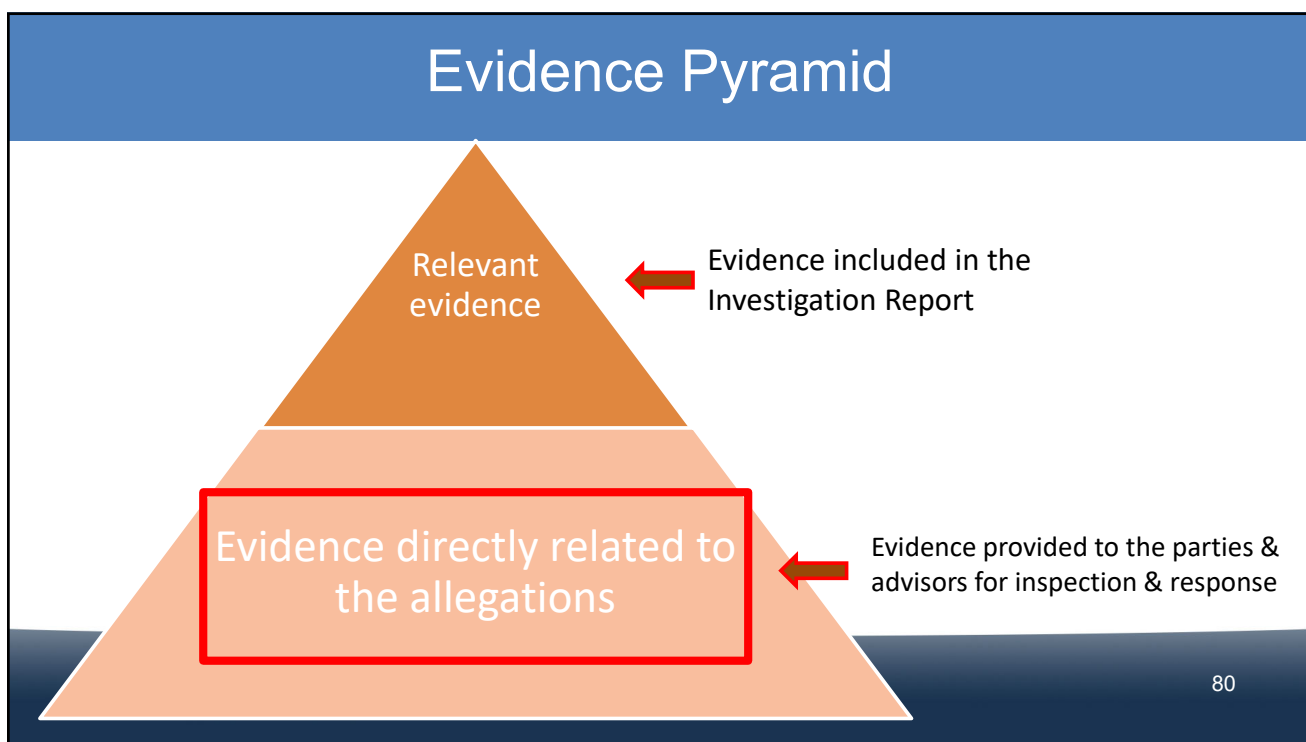 Evidence Pyramid
Relevant
evidence
Evidence included in the
Investigation Report
Evidence directly related to
the allegations
Evidence provided to the parties &
advisors for inspection & response
80